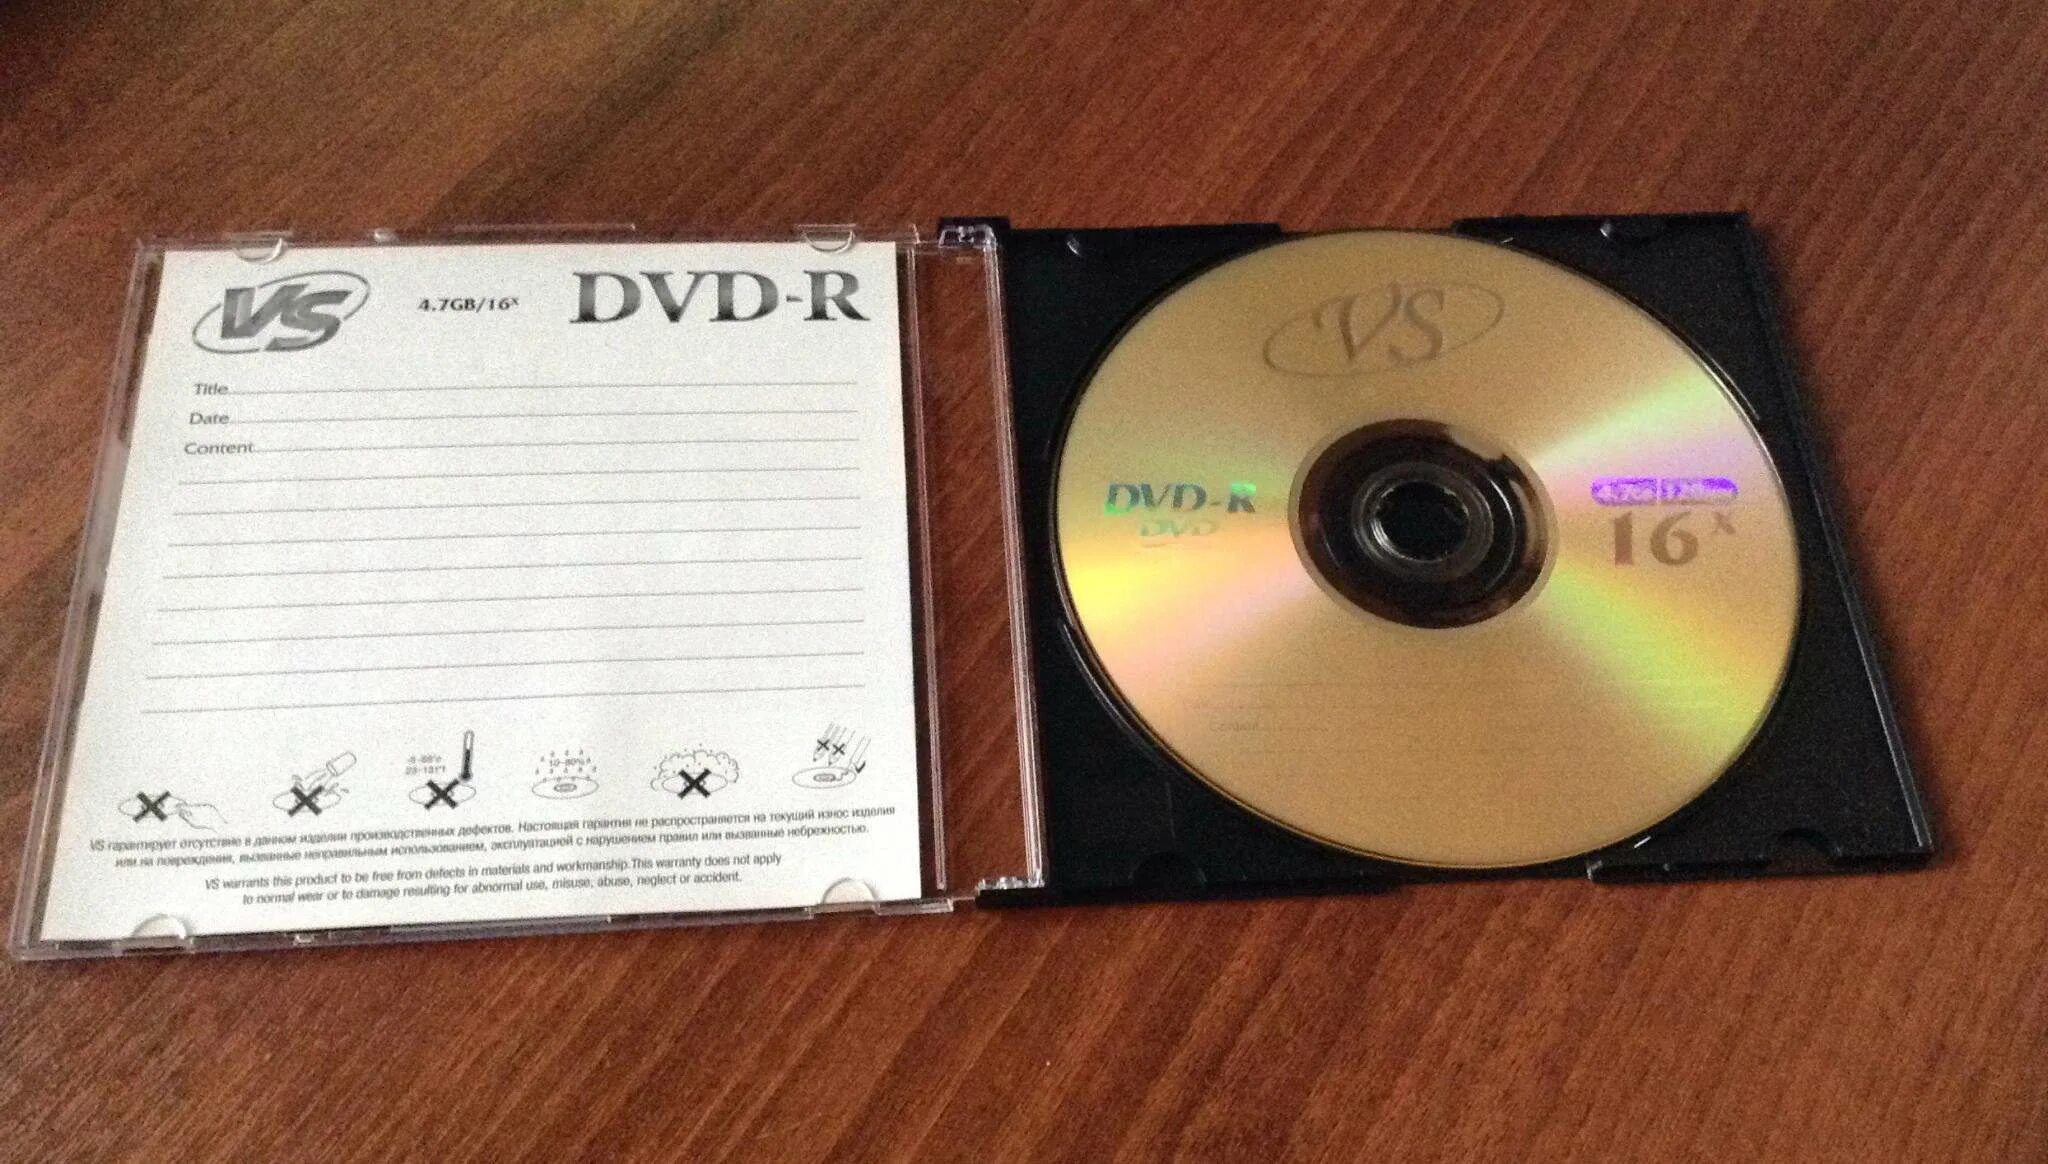 VS 4.7GB/16x DVD-R
Title
Date
Content
10-80%
VS гарантирует отсутствие в данном изделии производственных дефектов. Настоящая гарантия не распространяется на текущий износ изделия
или на повреждения, вызванные неправильным использованием, эксплуатацией с нарушением правил или вызванные небрежностью.
VS warrants this product to be free from defects in materials and workmanship. This warranty does not apply
to normal wear or to damage resulting for abnormal use, misuse, abuse, neglect or accident.
VS
DVD-R
DVD
16x